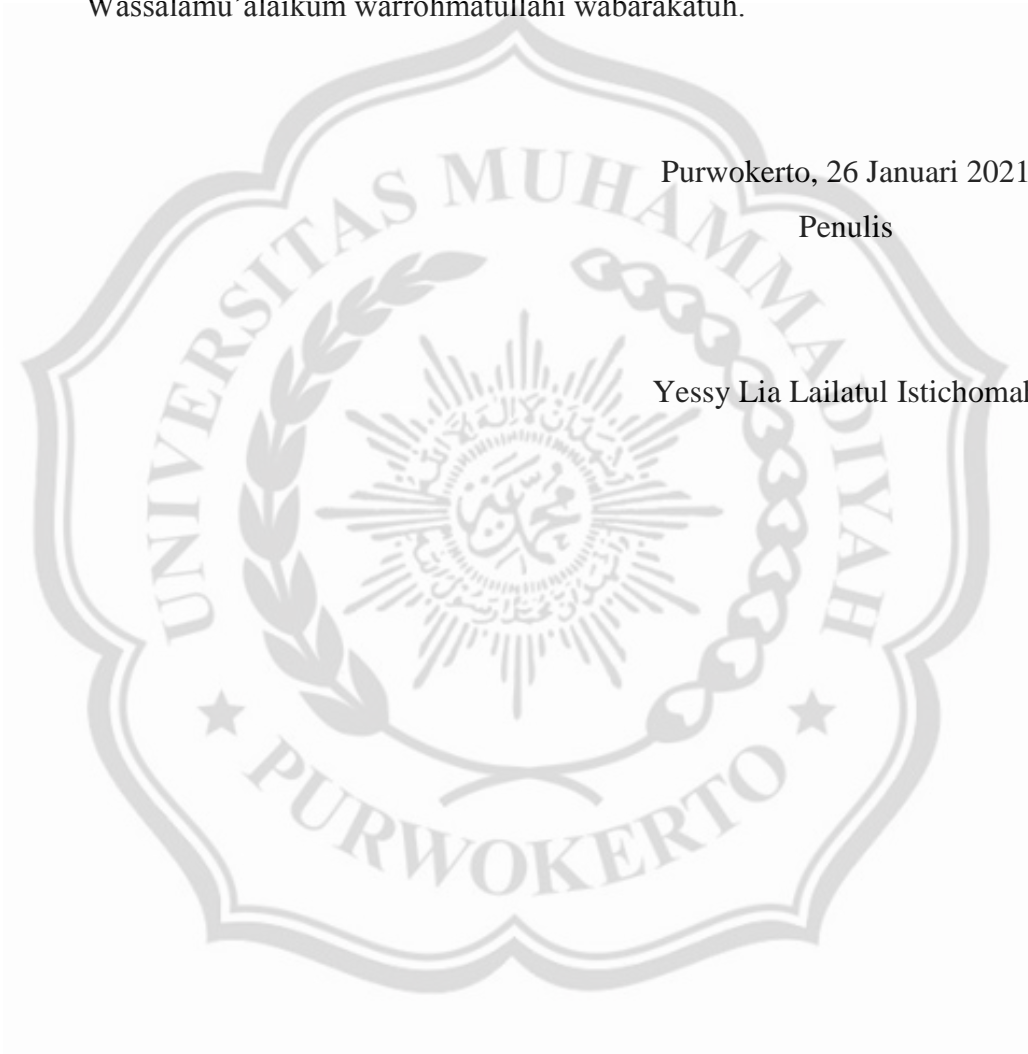 Wassalamu’alaikum warrohmatullahi wabarakatuh.
Purwokerto, 26 Januari 2021
Penulis
Yessy Lia Lailatul Istichomah
UNIVERSITAS MUHAMMADIYAH
PURWOKERTO